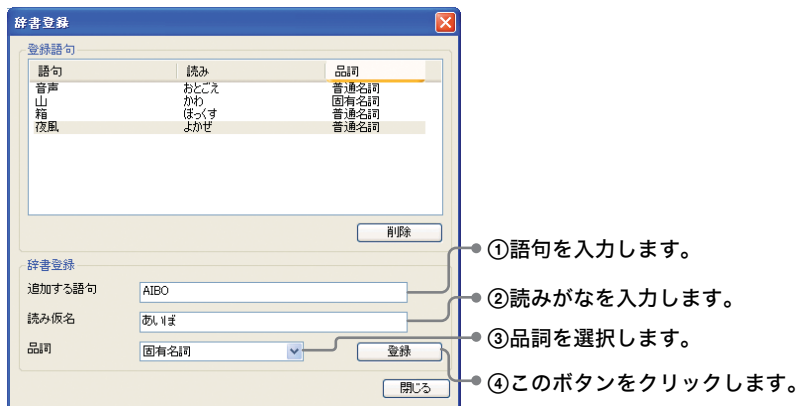 辞書登録
登録語句
語句 読み 品詞
音声 おとごえ 普通名詞
山 かわ 固有名詞
箱 ぼっくす 普通名詞
夜風 よかぜ 普通名詞
削除
①語句を入力します。
辞書登録
追加する語句 AIBO
②読みがなを入力します。
読み仮名 あいぼ
③品詞を選択します。
品詞 固有名詞 登録
④このボタンをクリックします。
閉じる